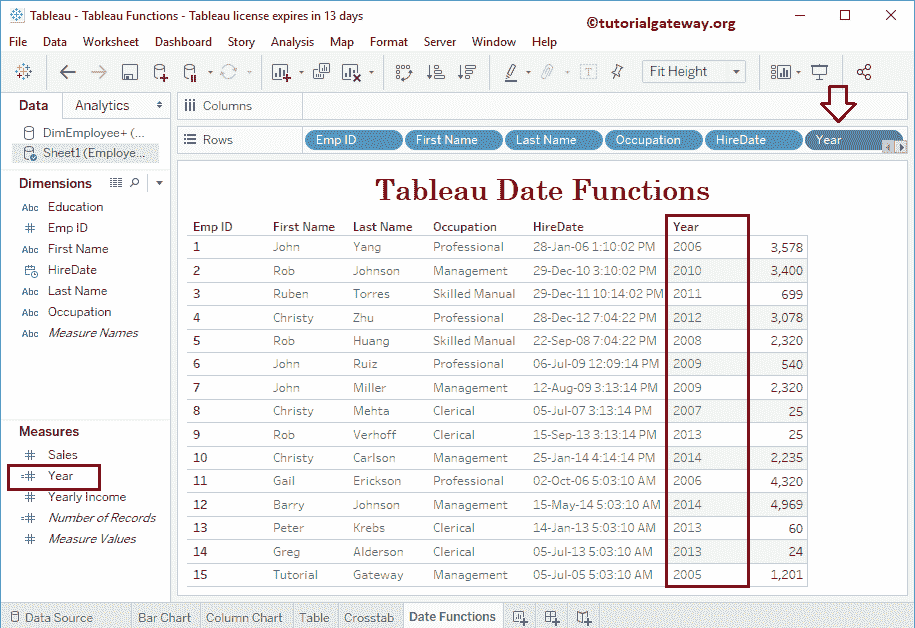 Tableau - Tableau Functions - Tableau license expires in 13 days
©tutorialgateway.org
File Data Worksheet Dashboard Story Analysis Map Format Server Window Help
Fit Height
Data Analytics
Columns
DimEmployee+ (...
Rows Emp ID First Name Last Name Occupation HireDate Year
Sheet1 (Employe...
Dimensions
Education
Emp ID
First Name
HireDate
Last Name
Occupation
Measure Names
Measures
Sales
Year
Yearly Income
Number of Records
Measure Values
Tableau Date Functions
Emp ID First Name Last Name Occupation HireDate Year
1 John Yang Professional 28-Jan-06 1:10:02 PM 2006 3,578
2 Rob Johnson Management 29-Dec-10 3:10:02 PM 2010 3,400
3 Ruben Torres Skilled Manual 29-Dec-11 10:14:02 PM 2011 699
4 Christy Zhu Professional 28-Dec-12 7:04:22 PM 2012 3,078
5 Rob Huang Skilled Manual 22-Sep-08 7:04:22 PM 2008 2,320
6 John Ruiz Professional 06-Jul-09 12:09:14 PM 2009 540
7 John Miller Management 12-Aug-09 3:13:14 PM 2009 2,320
8 Christy Mehta Clerical 05-Jul-07 3:13:14 PM 2007 25
9 Rob Verhoff Clerical 15-Sep-13 3:13:14 PM 2013 25
10 Christy Carlson Management 25-Jan-14 4:14:14 PM 2014 2,235
11 Gail Erickson Professional 02-Oct-06 5:03:10 AM 2006 4,320
12 Barry Johnson Management 15-May-14 5:03:10 AM 2014 4,969
13 Peter Krebs Clerical 14-Jan-13 5:03:10 AM 2013 60
14 Greg Alderson Clerical 05-Jul-13 5:03:10 AM 2013 24
15 Tutorial Gateway Management 05-Jul-05 5:03:10 AM 2005 1,201
Data Source Bar Chart Column Chart Table Crosstab Date Functions